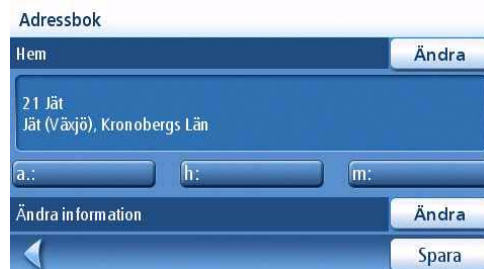 Adressbok
Hem Ändra
21 Jät
Jät (Växjö), Kronobergs Län
a.: h: m:
Ändra information Ändra
Spara